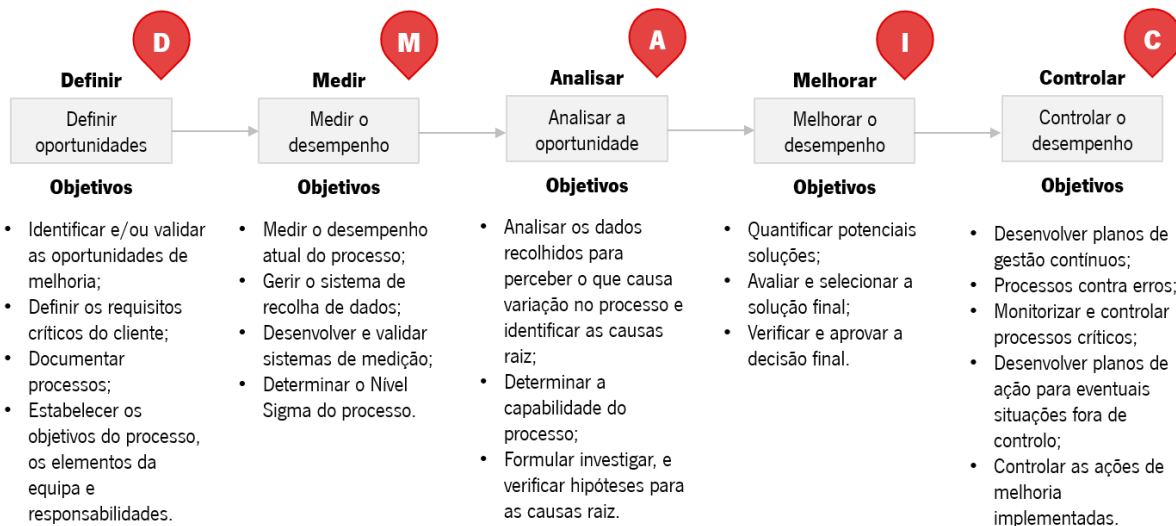 D
Definir
Definir
oportunidades
Objetivos
• Identificar e/ou validar
as oportunidades de
melhoria;
• Definir os requisitos
críticos do cliente;
• Documentar
processos;
• Estabelecer os
objetivos do processo,
os elementos da
equipa e
responsabilidades.
M
Medir
Medir o
desempenho
Objetivos
• Medir o desempenho
atual do processo;
• Gerir o sistema de
recolha de dados;
• Desenvolver e validar
sistemas de medição;
• Determinar o Nível
Sigma do processo.
A
Analisar
Analisar a
oportunidade
Objetivos
• Analisar os dados
recolhidos para
perceber o que causa
variação no processo e
identificar as causas
raiz;
• Determinar a
capabilidade do
processo;
• Formular investigar, e
verificar hipóteses para
as causas raiz.
I
Melhorar
Melhorar o
desempenho
Objetivos
• Quantificar potenciais
soluções;
• Avaliar e selecionar a
solução final;
• Verificar e aprovar a
decisão final.
C
Controlar
Controlar o
desempenho
Objetivos
• Desenvolver planos de
gestão contínuos;
• Processos contra erros;
• Monitorizar e controlar
processos críticos;
• Desenvolver planos de
ação para eventuais
situações fora de
controlo;
• Controlar as ações de
melhoria
implementadas.